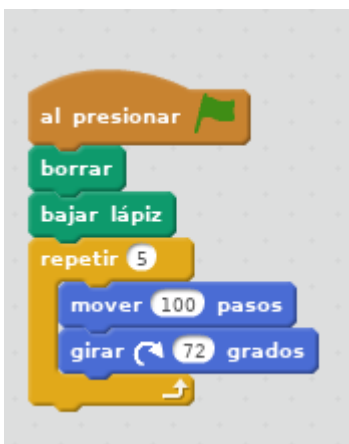 al presionar
borrar
bajar lápiz
repetir 5
mover 100 pasos
girar 72 grados